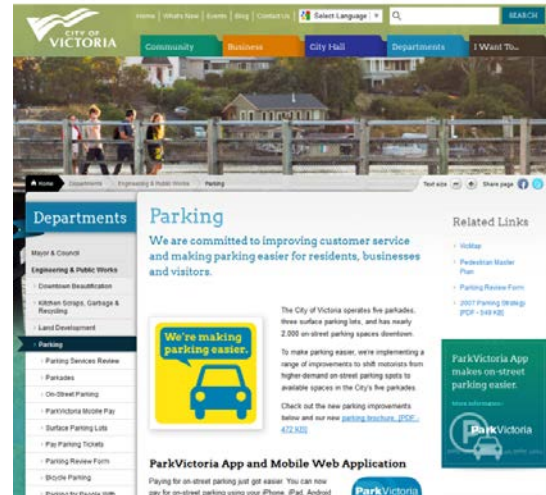 Home | What's New | Events | Blog | Contact Us | Select Language
SEARCH
CITY OF
VICTORIA
Community
Business
City Hall
Departments
I Want To...
Home
Departments
Engineering & Public Works
Parking
Text size
Share page
Departments
Mayor & Council
Engineering & Public Works
Downtown Beautification
Kitchen Scraps, Garbage &
Recycling
Land Development
Parking
Parking Services Review
Parkades
On-Street Parking
ParkVictoria Mobile Pay
Surface Parking Lots
Pay Parking Tickets
Parking Review Form
Bicycle Parking
Parking for People With
Parking
We are committed to improving customer service
and making parking easier for residents, businesses
and visitors.
We're making
parking easier.
The City of Victoria operates five parkades,
three surface parking lots, and has nearly
2,000 on-street parking spaces downtown.
To make parking easier, we're implementing a
range of improvements to shift motorists from
higher-demand on-street parking spots to
available spaces in the City's five parkades.
Check out the new parking improvements
below and our new parking brochure. [PDF -
472 KB]
ParkVictoria App and Mobile Web Application
Paying for on-street parking just got easier. You can now
pay for on-street parking using your iPhone, iPad, Android
ParkVictoria
Related Links
VicMap
Pedestrian Master
Plan
Parking Review Form
2007 Parking Strategy
[PDF - 549 KB]
ParkVictoria App
makes on-street
parking easier.
More information
ParkVictoria